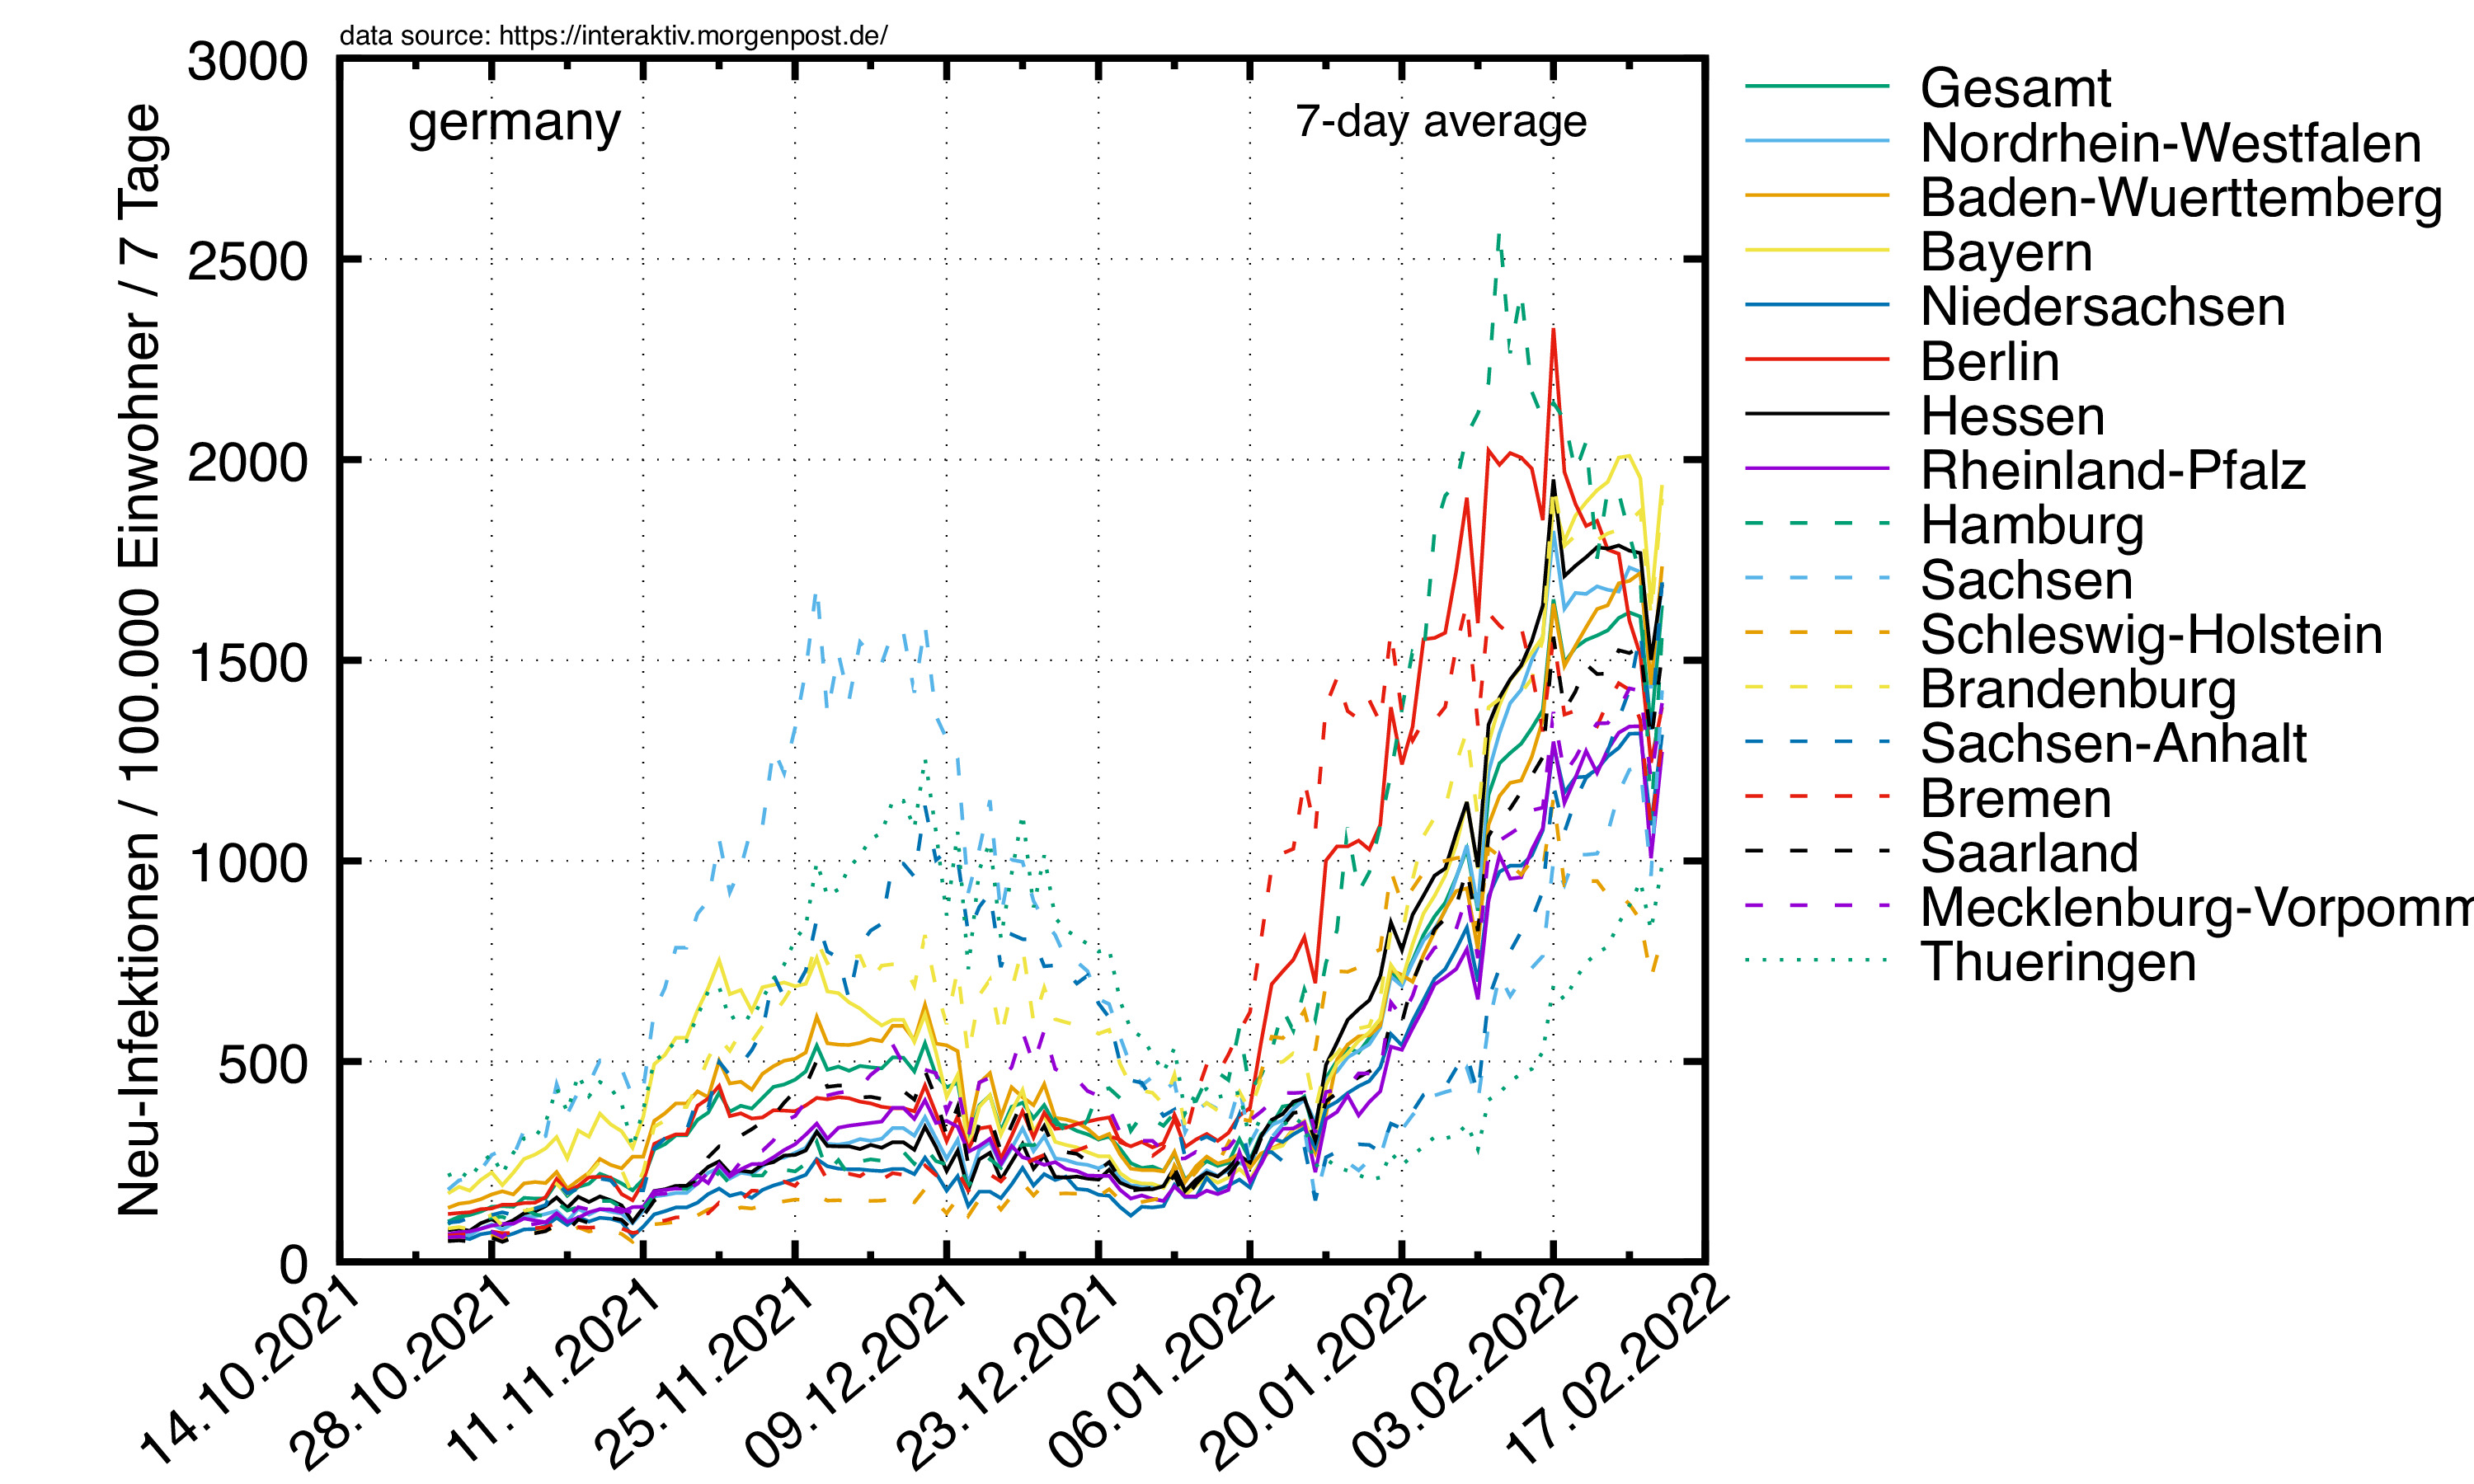 data source: https://interaktiv.morgenpost.de/
germany
7-day average
Neu-Infektionen / 100.000 Einwohner / 7 Tage
3000
2500
2000
1500
1000
500
0
14.10.2021
28.10.2021
11.11.2021
25.11.2021
09.12.2021
23.12.2021
06.01.2022
20.01.2022
03.02.2022
17.02.2022
Gesamt
Nordrhein-Westfalen
Baden-Wuerttemberg
Bayern
Niedersachsen
Berlin
Hessen
Rheinland-Pfalz
Hamburg
Sachsen
Schleswig-Holstein
Brandenburg
Sachsen-Anhalt
Bremen
Saarland
Mecklenburg-Vorpomm
Thueringen